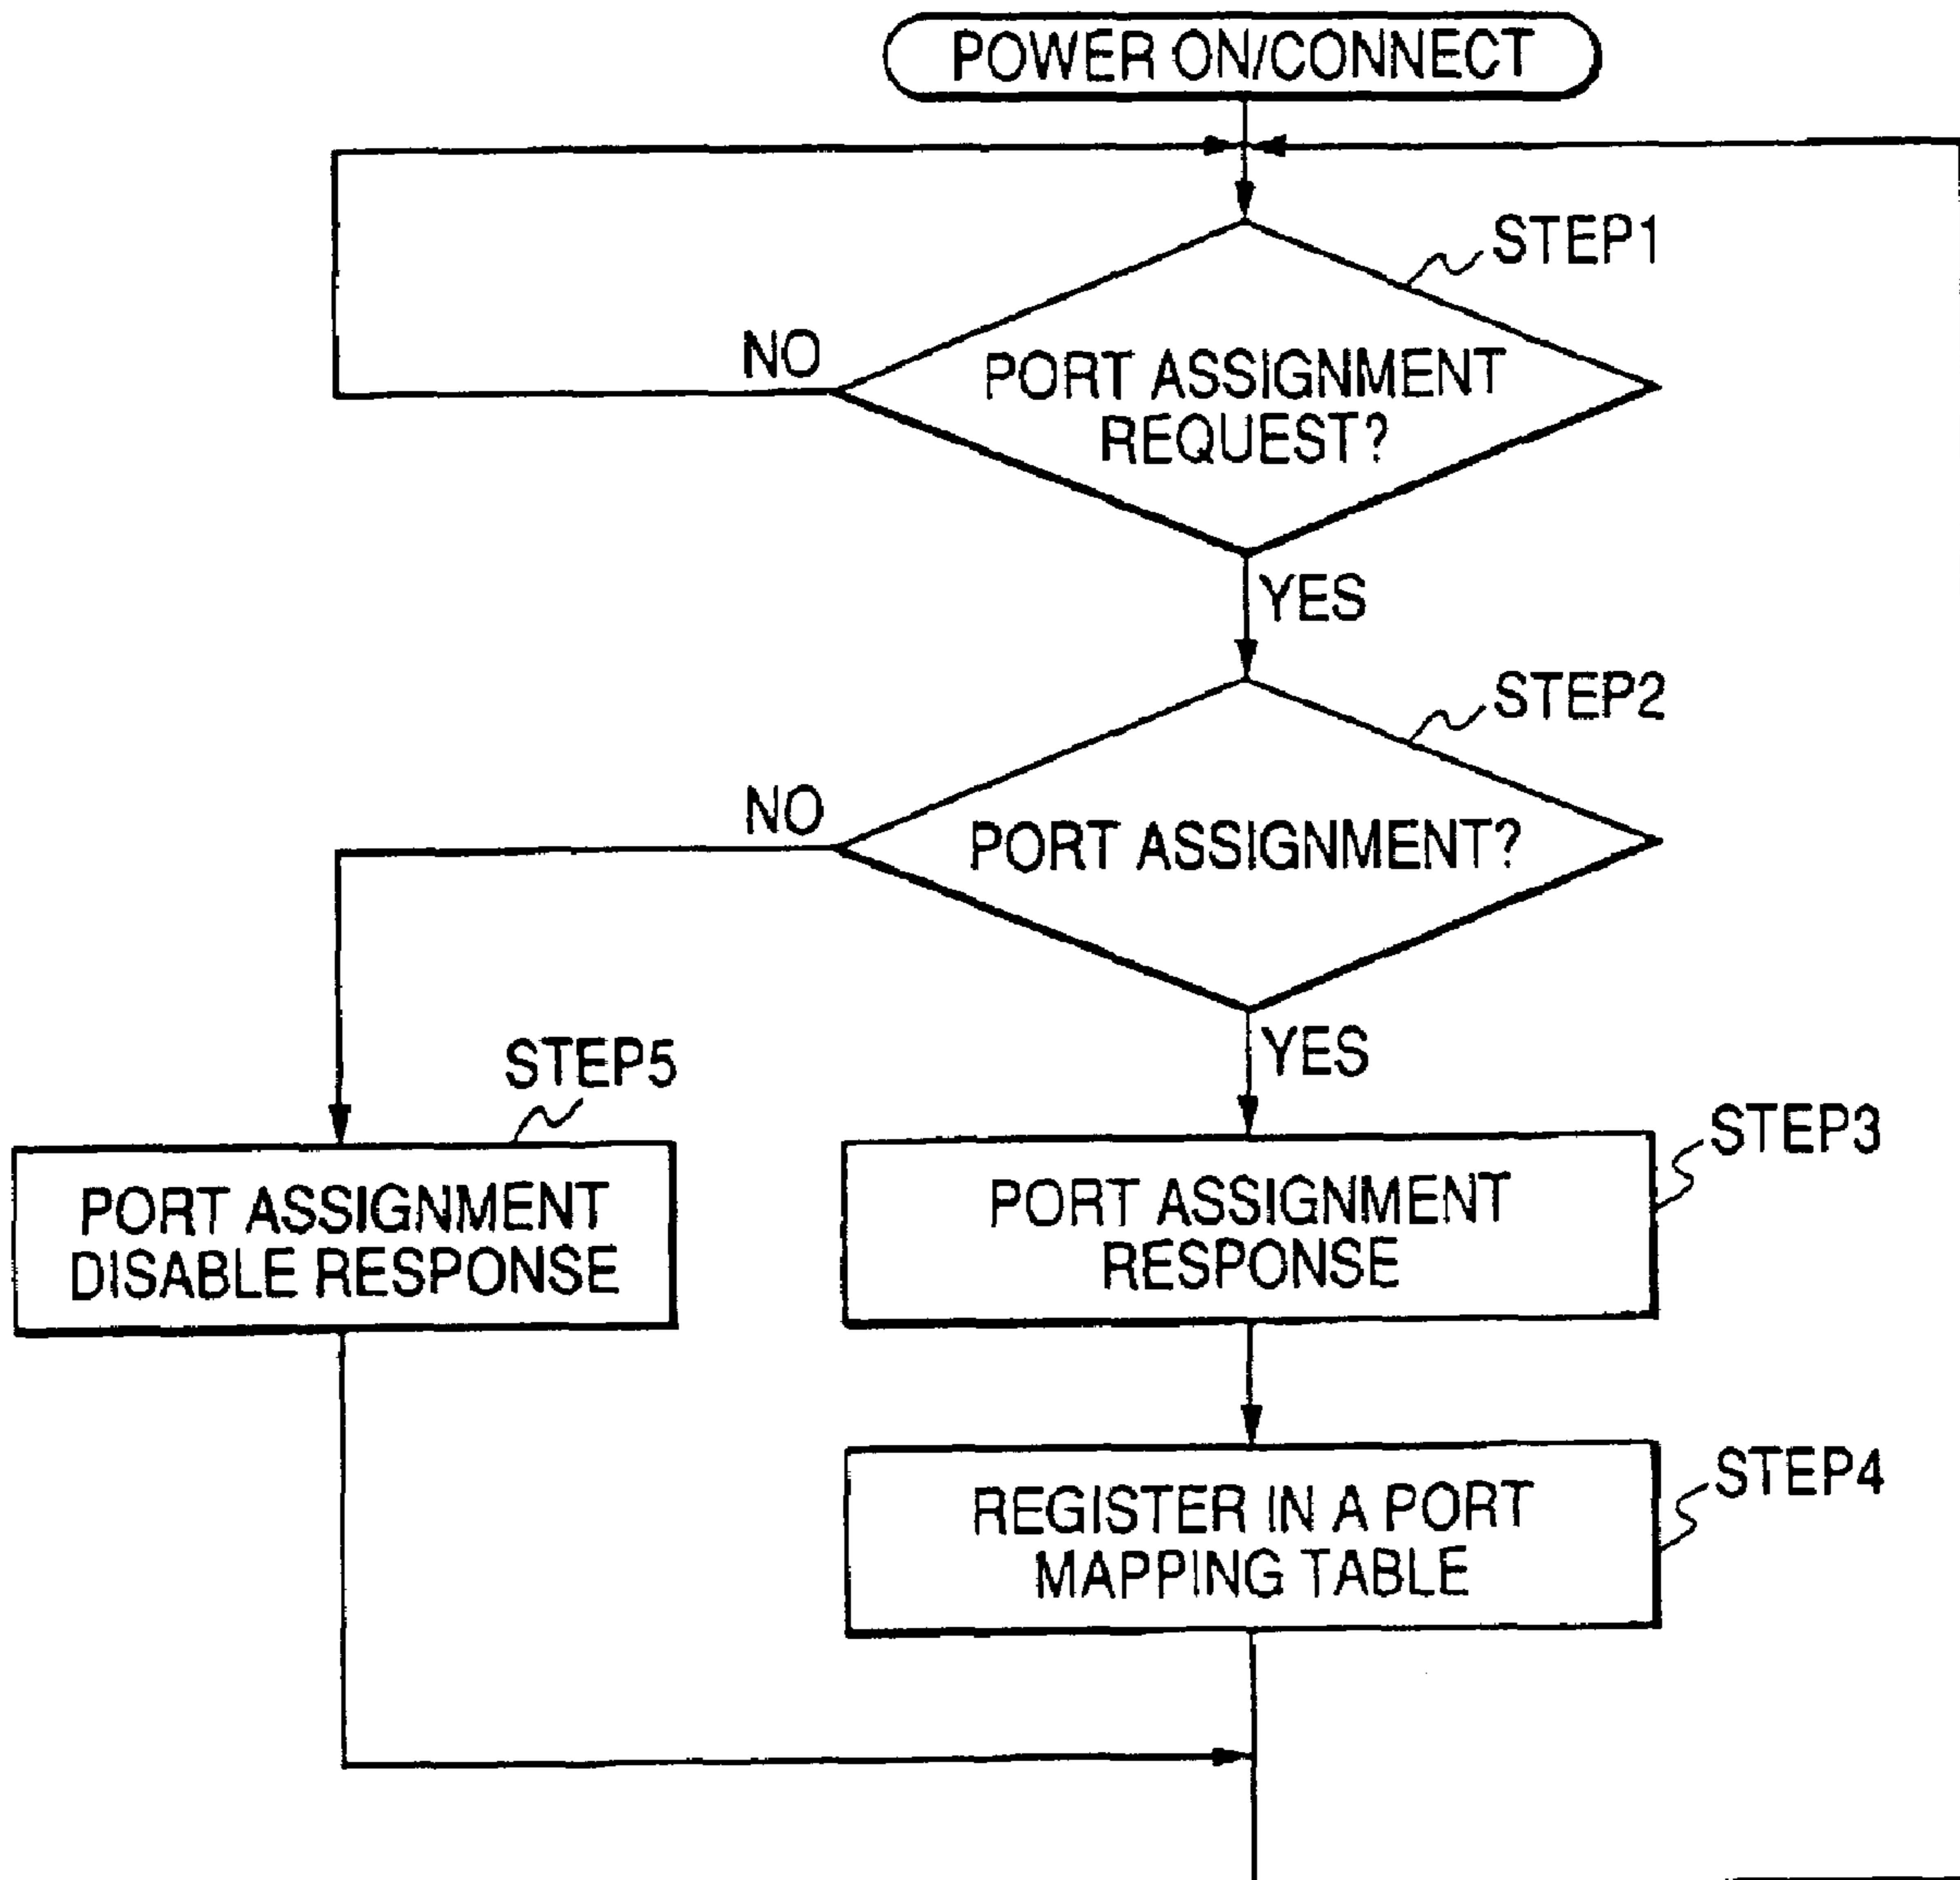 POWER ON/CONNECT
STEP1
NO
PORT ASSIGNMENT
REQUEST?
YES
STEP2
NO
PORT ASSIGNMENT?
YES
STEP5
STEP3
PORT ASSIGNMENT
DISABLE RESPONSE
PORT ASSIGNMENT
RESPONSE
STEP4
REGISTER IN A PORT
MAPPING TABLE